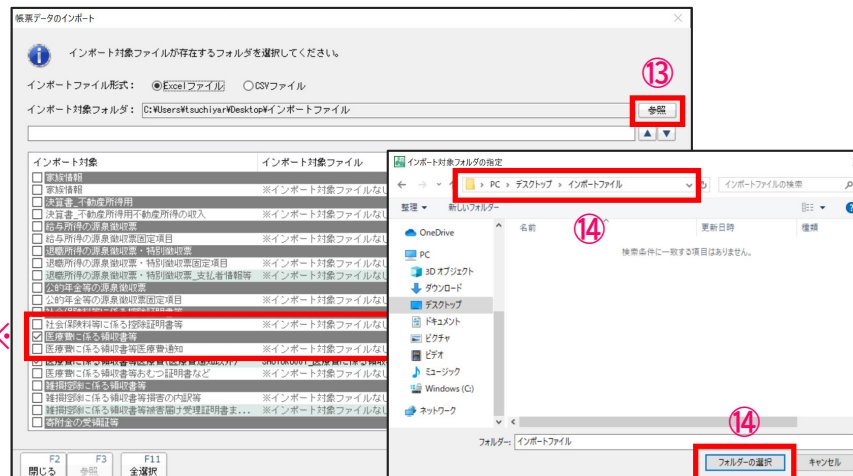 帳票データのインポート
インポート対象ファイルが存在するフォルダを選択してください。
インポートファイル形式： Excelファイル CSVファイル
⑬
インポート対象フォルダ： C:¥Users¥tsuchiyar¥Desktop¥インポートファイル 参照
インポート対象 インポート対象ファイル
家族情報
家族情報 ※インポート対象ファイルなし
決算書_不動産所得用
決算書_不動産所得用不動産所得の収入 ※インポート対象ファイルなし
給与所得の源泉徴収票
給与所得の源泉徴収票固定項目 ※インポート対象ファイルなし
退職所得の源泉徴収票・特別徴収票
退職所得の源泉徴収票・特別徴収票固定項目 ※インポート対象ファイルなし
退職所得の源泉徴収票・特別徴収票_支払者情報等 ※インポート対象ファイルなし
公的年金等の源泉徴収票
公的年金等の源泉徴収票固定項目 ※インポート対象ファイルなし
社会保険料等に係る控除証明書等
※
社会保険料等に係る控除証明書等 ※インポート対象ファイルなし
医療費に係る領収書等
医療費に係る領収書等医療費通知 ※インポート対象ファイルなし
医療費に係る領収書等おむつ証明書など ※インポート対象ファイルなし
雑損控除に係る領収書等
雑損控除に係る領収書等損害の内訳等 ※インポート対象ファイルなし
雑損控除に係る領収書等被害届け受理証明書ま... ※インポート対象ファイルなし
寄附金の受領証等
F2 F3 F11
閉じる 参照 全選択
インポート対象フォルダの指定
PC › デスクトップ › インポートファイル
インポートファイルの検索
整理 新しいフォルダー
名前 更新日時 種類
⑭
検索条件に一致する項目はありません。
OneDrive
PC
3D オブジェクト
ダウンロード
デスクトップ
ドキュメント
ピクチャ
ビデオ
ミュージック
Windows (C:)
ネットワーク
⑭
フォルダー: インポートファイル
フォルダーの選択 キャンセル